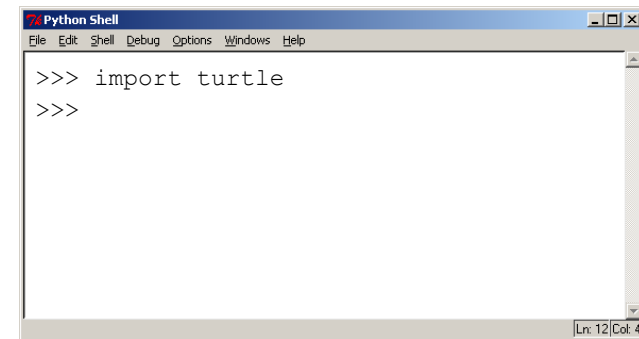 Python Shell
File Edit Shell Debug Options Windows Help
>>> import turtle
>>>
Ln: 12 Col: 4